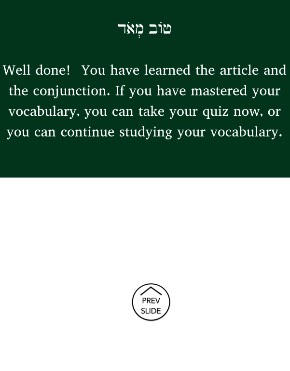 טוֹב מְאֹד
Well done!  You have learned the article and
the conjunction. If you have mastered your
vocabulary, you can take your quiz now, or
you can continue studying your vocabulary.
PREV
SLIDE